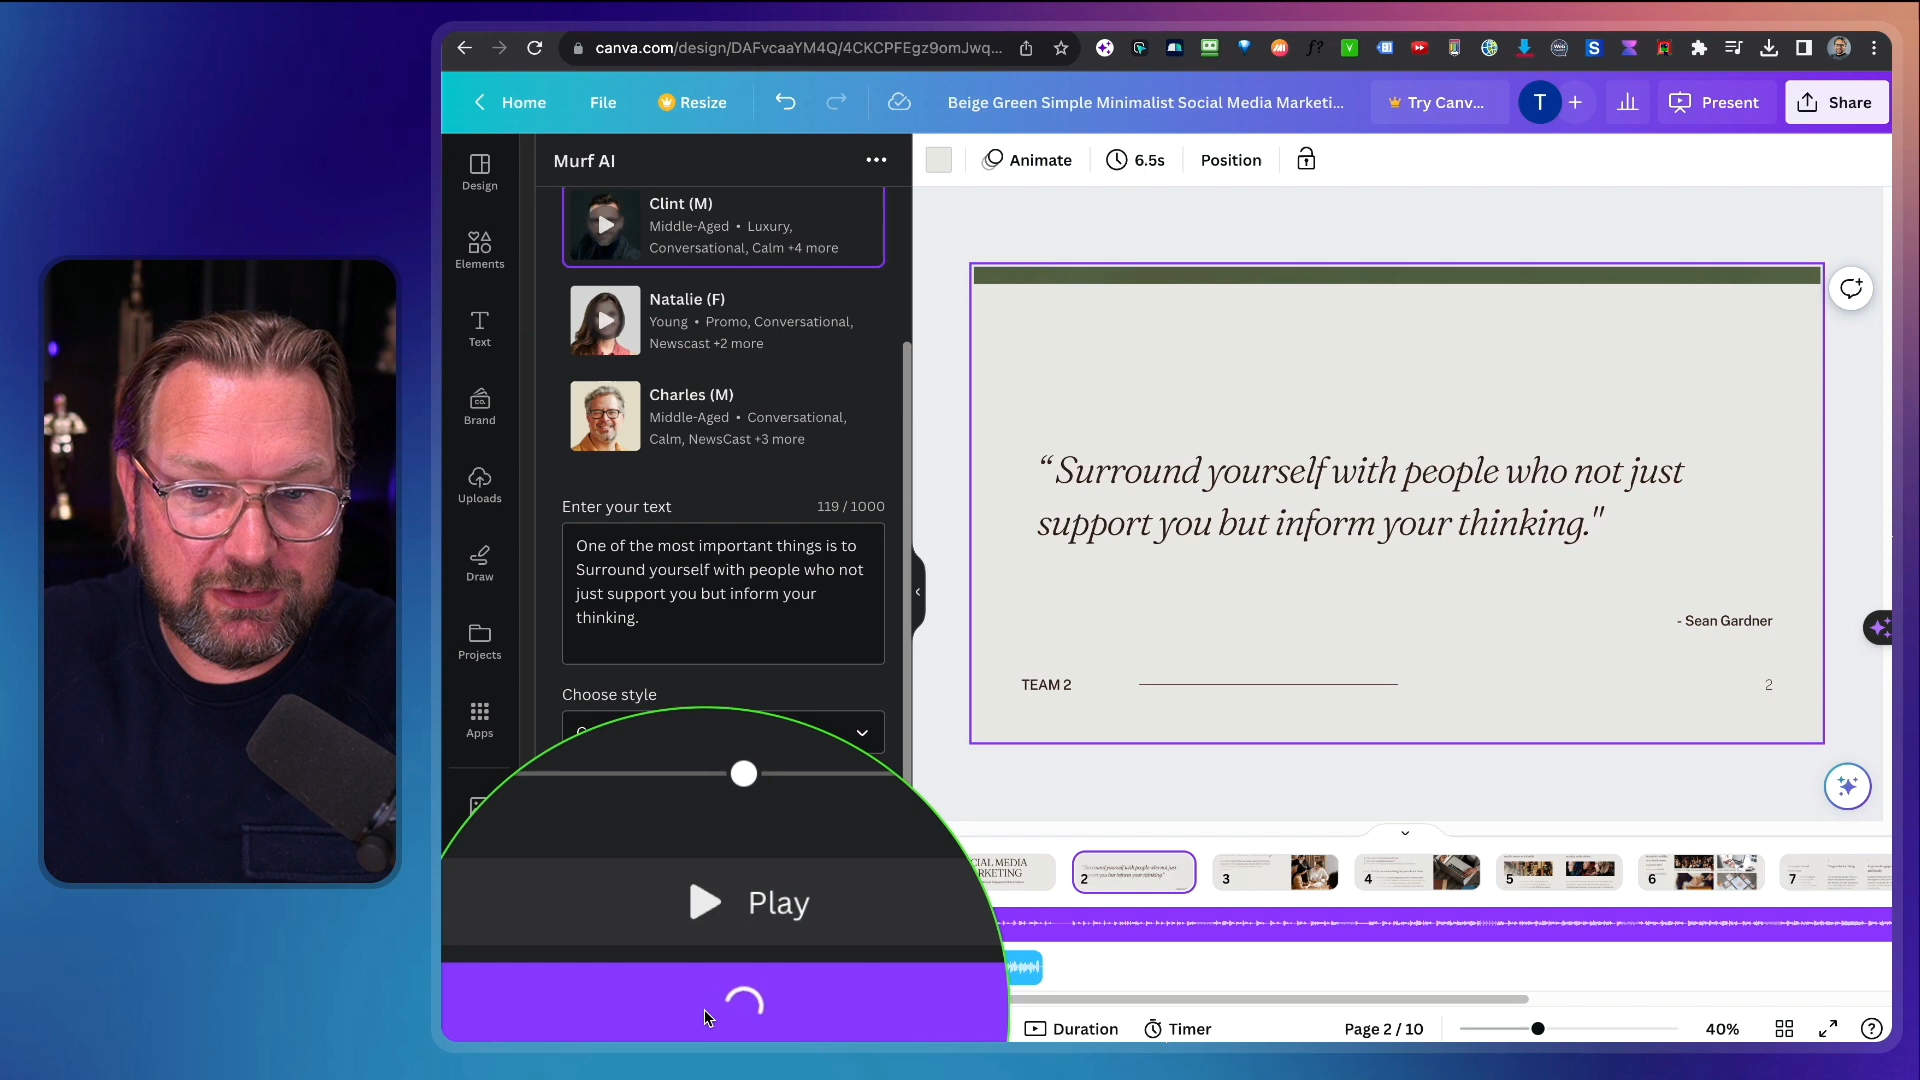 canva.com/design/DAFvcaaYM4Q/4CKCPFEgz9omJwq...
Home
File
Resize
Beige Green Simple Minimalist Social Media Marketi...
Try Canv...
T
Present
Share
Design
Elements
Text
Brand
Uploads
Draw
Projects
Apps
Murf AI
Clint (M)
Middle-Aged • Luxury,
Conversational, Calm +4 more
Natalie (F)
Young • Promo, Conversational,
Newscast +2 more
Charles (M)
Middle-Aged • Conversational,
Calm, NewsCast +3 more
Enter your text
119 / 1000
One of the most important things is to
Surround yourself with people who not
just support you but inform your
thinking.
Choose style
Play
Animate
6.5s
Position
“Surround yourself with people who not just
support you but inform your thinking."
- Sean Gardner
TEAM 2
2
CIAL MEDIA
RKETING
2
3
4
5
6
7
Duration
Timer
Page 2 / 10
40%